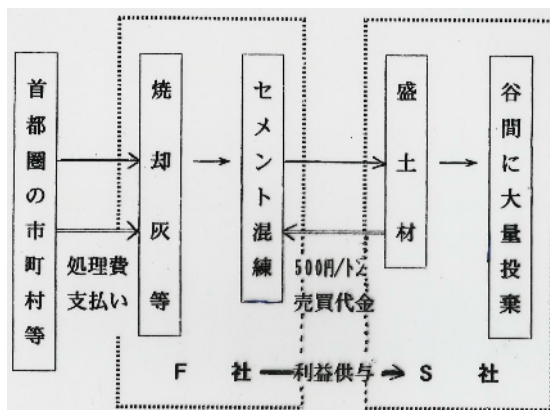 首都圏の市町村等
処理費
支払い
焼却灰等
セメント混練
500円/トン
売買代金
盛土材
谷間に大量投棄
F 社
利益供与
S 社